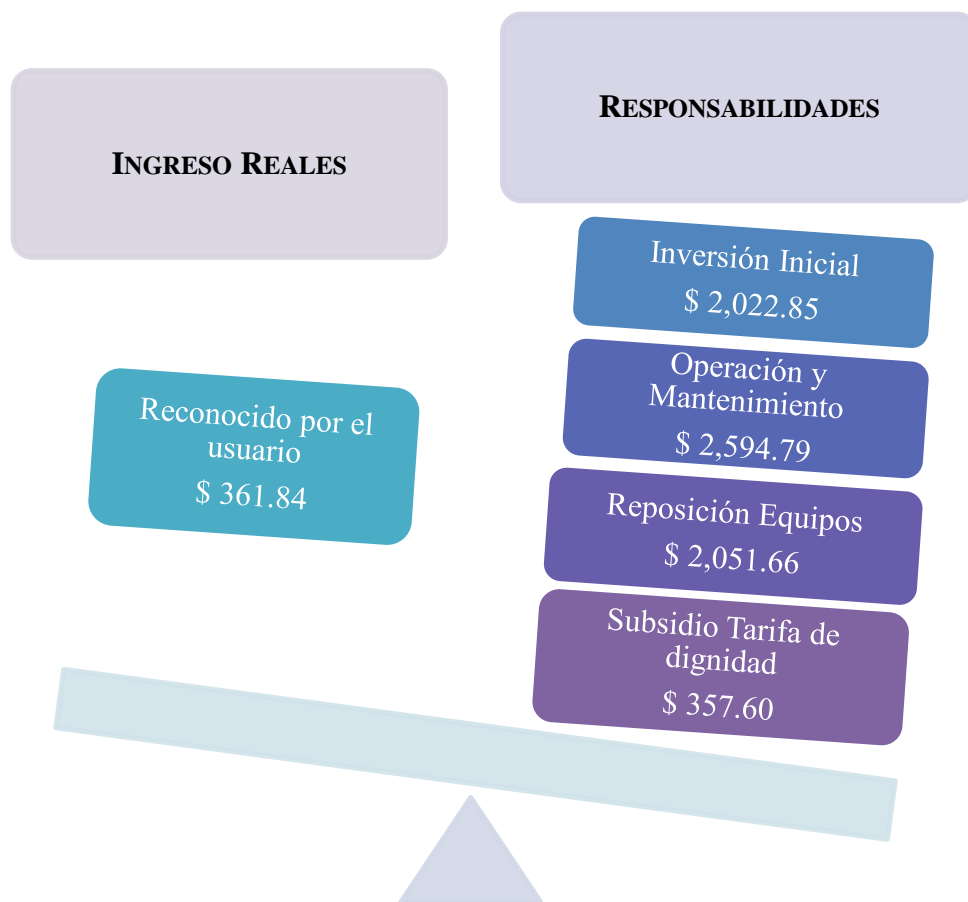 INGRESO REALES
Reconocido por el
usuario
$ 361.84
RESPONSABILIDADES
Inversión Inicial
$ 2,022.85
Operación y
Mantenimiento
$ 2,594.79
Reposición Equipos
$ 2,051.66
Subsidio Tarifa de
dignidad
$ 357.60